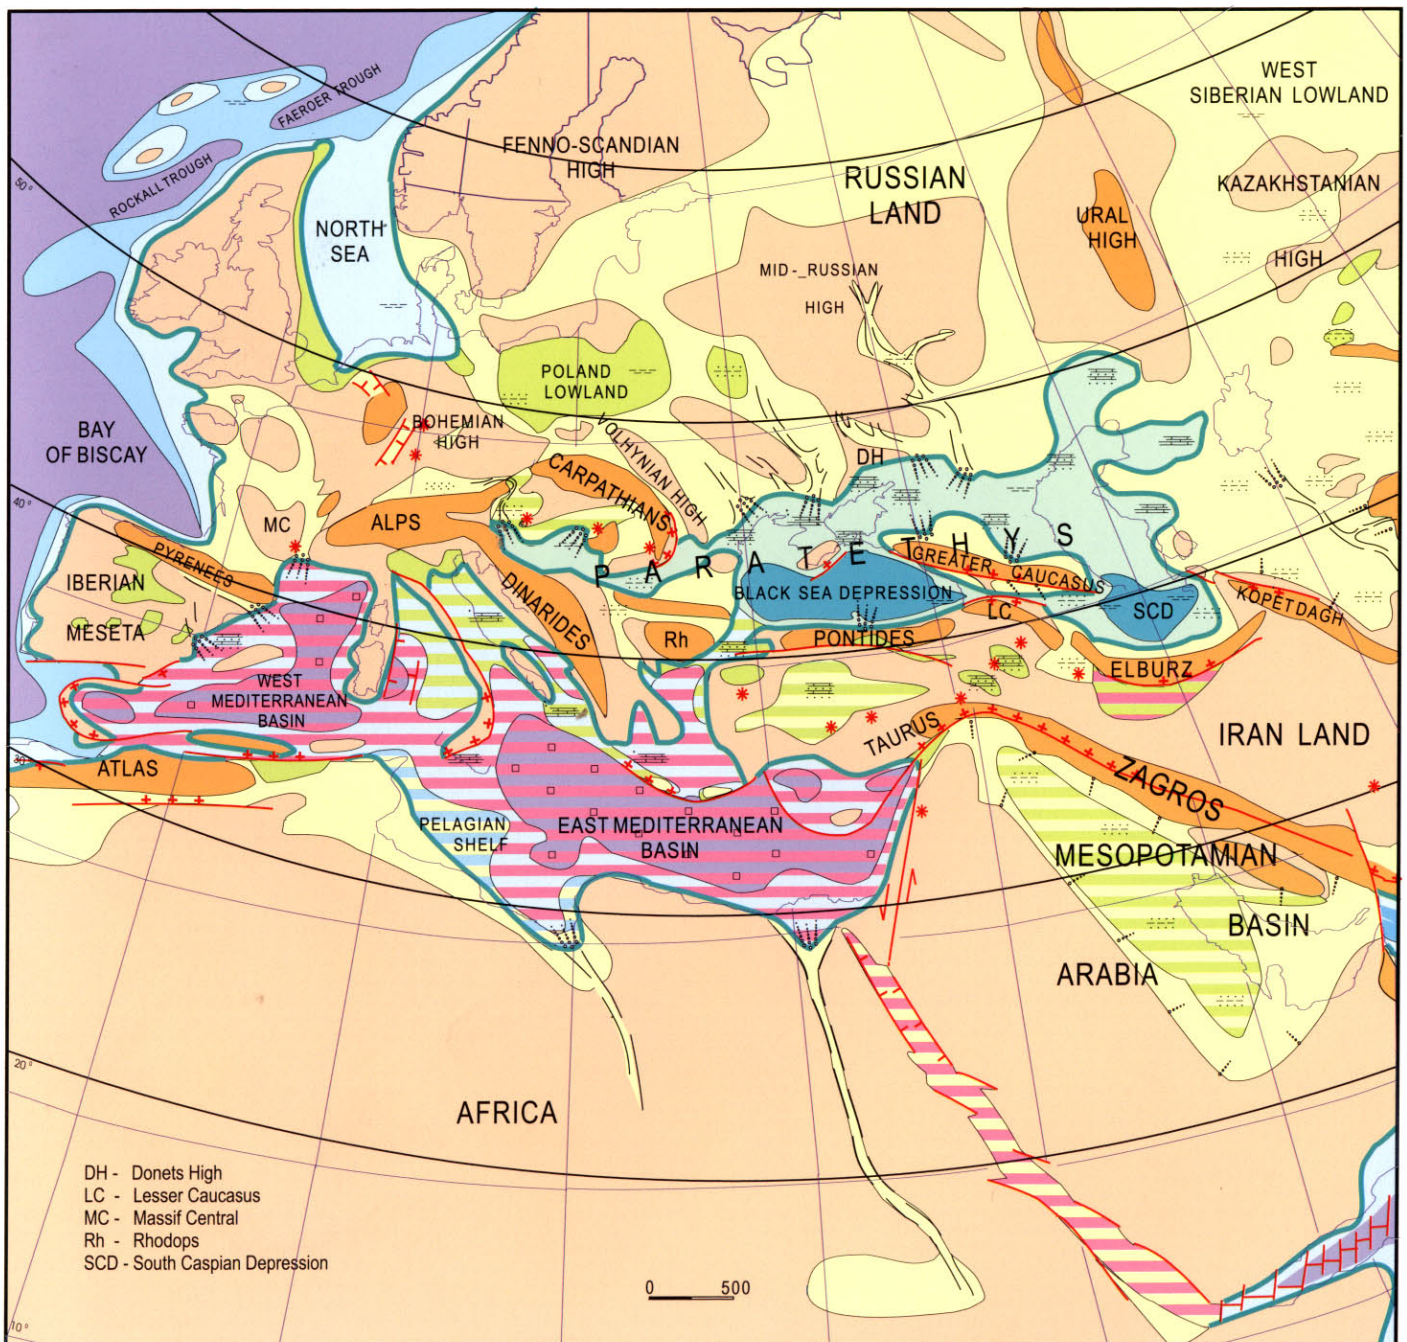 FAEROER TROUGH
ROCKALL TROUGH
WEST
SIBERIAN LOWLAND
FENNO-SCANDIAN
HIGH
RUSSIAN
LAND
KAZAKHSTANIAN
HIGH
URAL
HIGH
NORTH
SEA
MID-_RUSSIAN
HIGH
50°
POLAND
LOWLAND
BAY
OF BISCAY
BOHEMIAN
HIGH
VOLHYNIAN HIGH
CARPATHIANS
DH
40°
MC
ALPS
PYRENEES
IBERIAN
MESETA
DINARIDES
PARATETHYS
GREATER CAUCASUS
BLACK SEA DEPRESSION
LC
SCD
KOPET DAGH
Rh
PONTIDES
ELBURZ
WEST
MEDITERRANEAN
BASIN
TAURUS
IRAN LAND
30°
ATLAS
ZAGROS
PELAGIAN
SHELF
EAST MEDITERRANEAN
BASIN
MESOPOTAMIAN
BASIN
ARABIA
20°
AFRICA
DH - Donets High
LC - Lesser Caucasus
MC - Massif Central
Rh - Rhodops
SCD - South Caspian Depression
0 500
10°